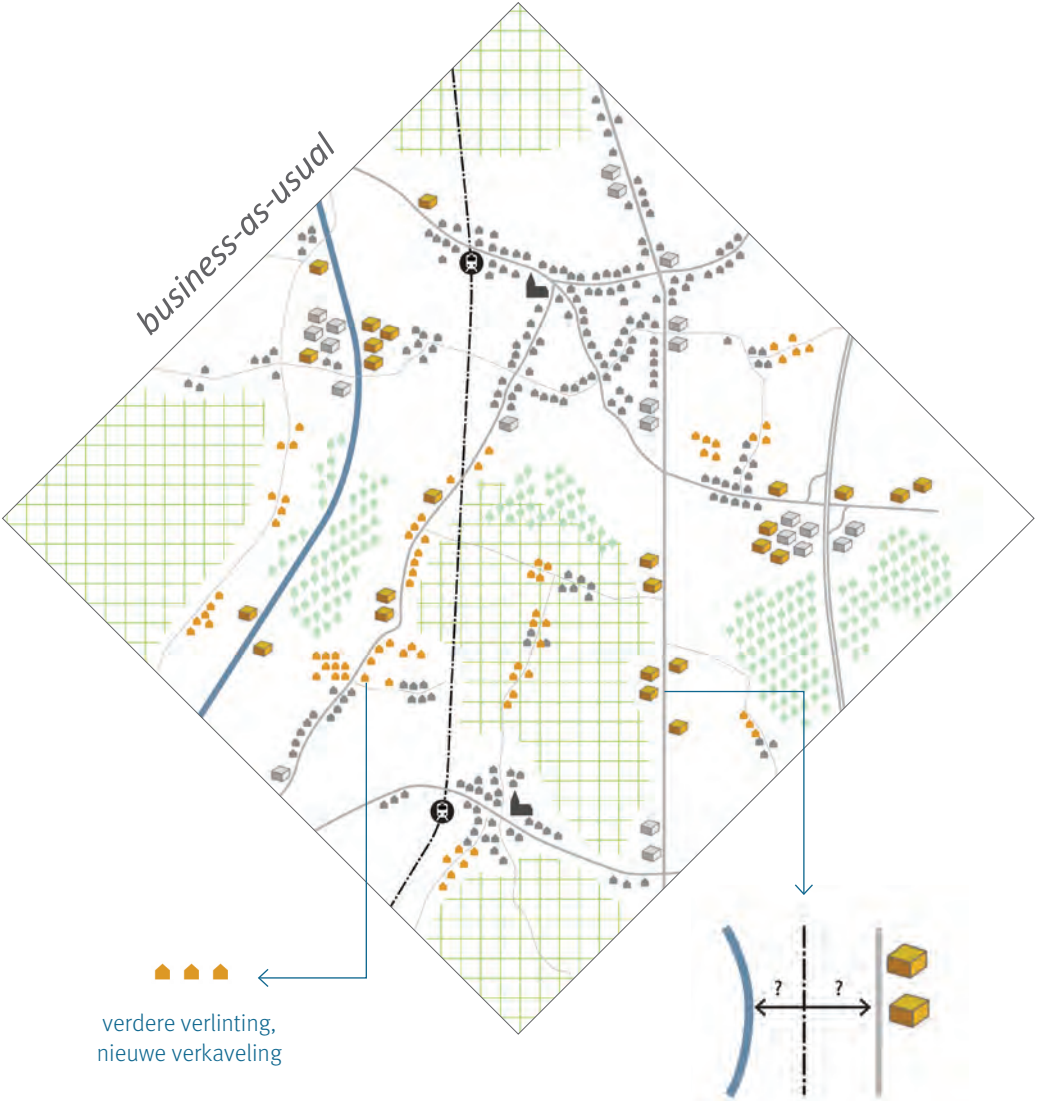 business-as-usual
verdere verlinting,
nieuwe verkaveling
? ?